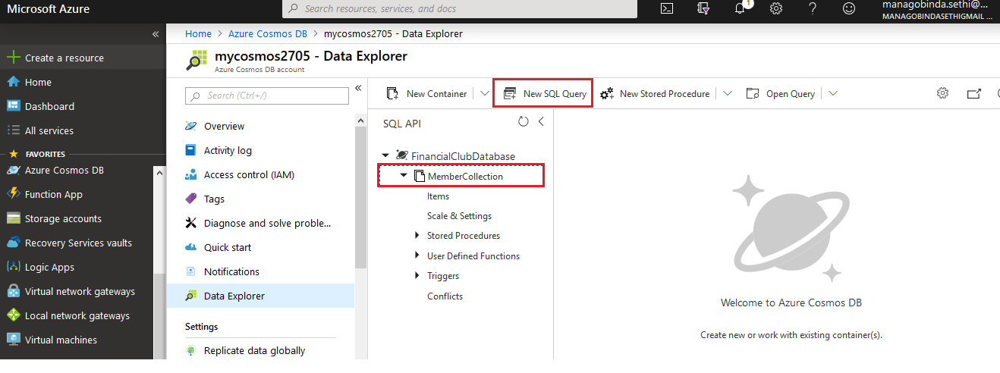 Microsoft Azure
Search resources, services, and docs
1
managobinda.sethi@...
MANAGOBINDASETHIGMAIL ...
Create a resource
Home
Dashboard
All services
FAVORITES
Azure Cosmos DB
Function App
Storage accounts
Recovery Services vaults
Logic Apps
Virtual network gateways
Local network gateways
Virtual machines
Home > Azure Cosmos DB > mycosmos2705 - Data Explorer
mycosmos2705 - Data Explorer
Azure Cosmos DB account
Search (Ctrl+/)
Overview
Activity log
Access control (IAM)
Tags
Diagnose and solve proble...
Quick start
Notifications
Data Explorer
Settings
Replicate data globally
New Container New SQL Query New Stored Procedure Open Query
SQL API
FinancialClubDatabase
MemberCollection
Items
Scale & Settings
Stored Procedures
User Defined Functions
Triggers
Conflicts
Welcome to Azure Cosmos DB
Create new or work with existing container(s).